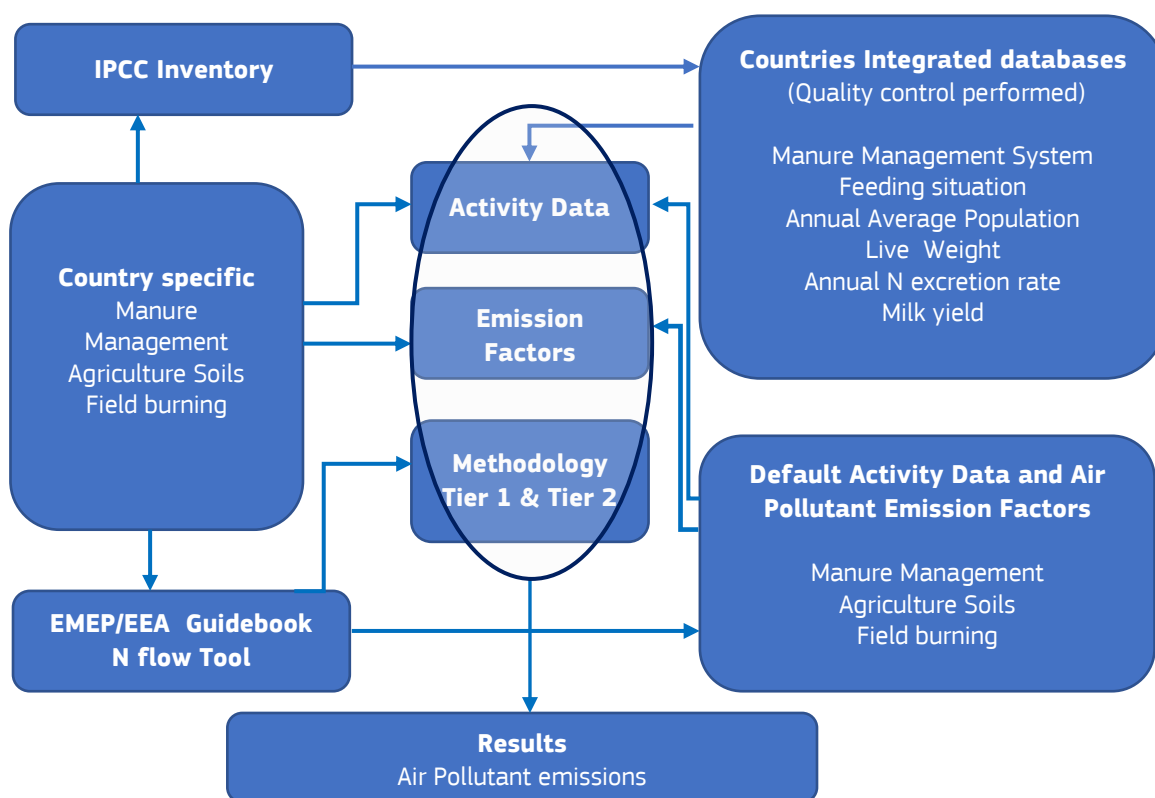 IPCC Inventory
Countries Integrated databases
(Quality control performed)
Manure Management System
Feeding situation
Annual Average Population
Live Weight
Annual N excretion rate
Milk yield
Activity Data
Country specific
Manure
Management
Agriculture Soils
Field burning
Emission
Factors
Methodology
Tier 1 & Tier 2
Default Activity Data and Air
Pollutant Emission Factors
Manure Management
Agriculture Soils
Field burning
EMEP/EEA Guidebook
N flow Tool
Results
Air Pollutant emissions